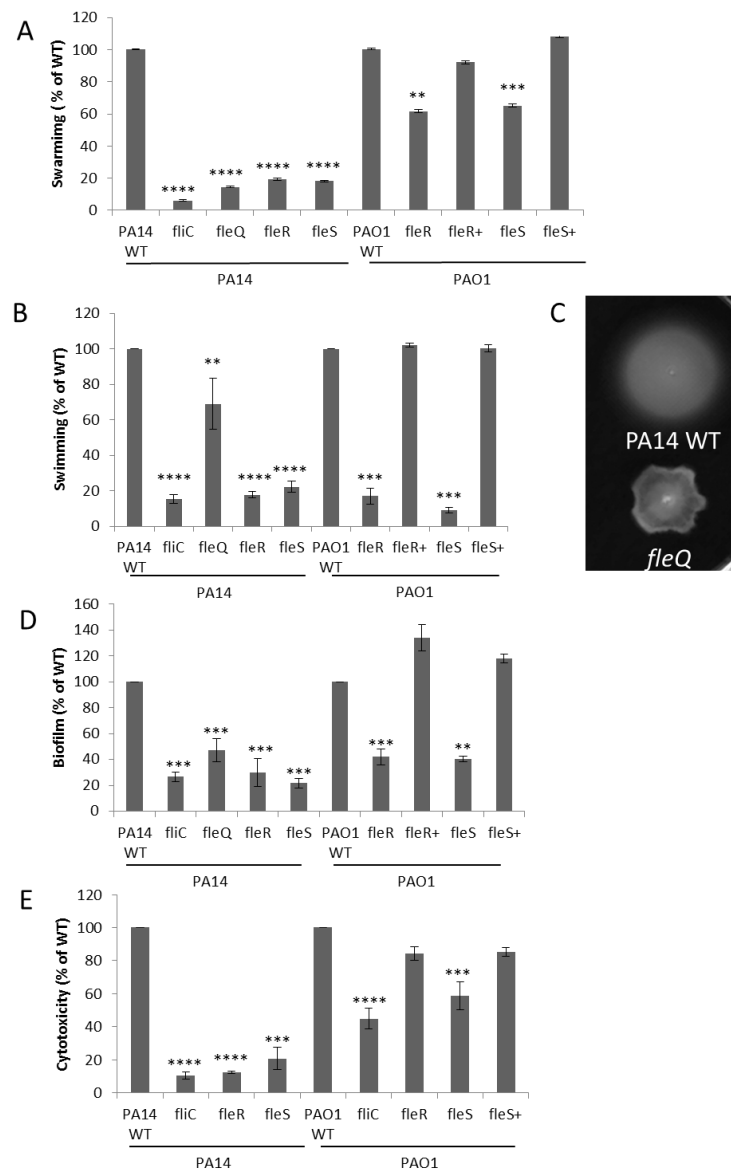 A
Swarmimg ( % of WT)
120
100
80
60
40
20
0
**** **** **** **** ** ***
PA14 WT fliC fleQ fleR fleS PAO1 WT fleR fleR+ fleS fleS+
PA14 PAO1
B
Swimming (% of WT)
120
100
80
60
40
20
0
**** ** **** **** *** ***
PA14 WT fliC fleQ fleR fleS PAO1 WT fleR fleR+ fleS fleS+
PA14 PAO1
C
PA14 WT
fleQ
D
Biofilm (% of WT)
160
140
120
100
80
60
40
20
0
*** *** *** *** *** **
PA14 WT fliC fleQ fleR fleS PAO1 WT fleR fleR+ fleS fleS+
PA14 PAO1
E
Cytotoxicity (% of WT)
120
100
80
60
40
20
0
**** **** *** **** ***
PA14 WT fliC fleR fleS PAO1 WT fliC fleR fleS fleS+
PA14 PAO1